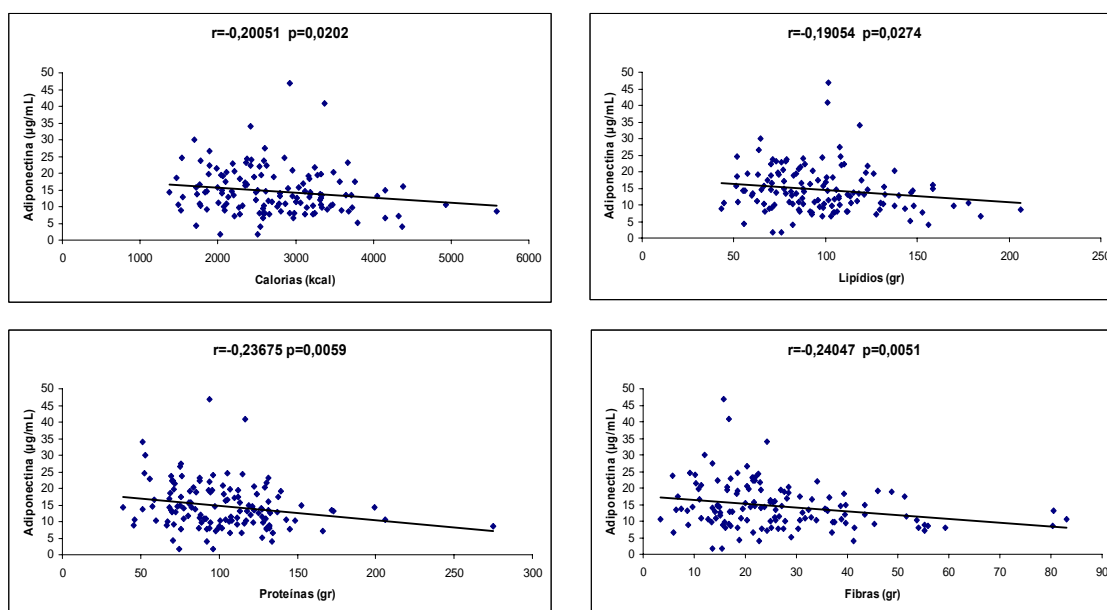 r=-0,20051 p=0,0202
Adiponectina (µg/mL)
50
45
40
35
30
25
20
15
10
5
0
0 1000 2000 3000 4000 5000 6000
Calorias (kcal)
r=-0,19054 p=0,0274
Adiponectina (µg/mL)
50
45
40
35
30
25
20
15
10
5
0
0 50 100 150 200 250
Lipídios (gr)
r=-0,23675 p=0,0059
Adiponectina (µg/mL)
50
45
40
35
30
25
20
15
10
5
0
0 50 100 150 200 250 300
Proteínas (gr)
r=-0,24047 p=0,0051
Adiponectina (µg/mL)
50
45
40
35
30
25
20
15
10
5
0
0 10 20 30 40 50 60 70 80 90
Fibras (gr)